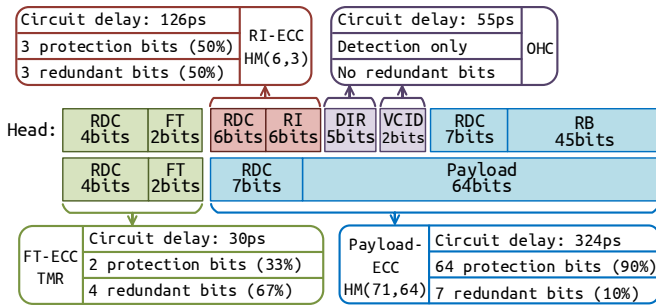 Circuit delay: 126ps
3 protection bits (50%)
3 redundant bits (50%)
RI-ECC
HM(6,3)
Circuit delay: 55ps
Detection only
No redundant bits
OHC
Head:
RDC
4bits
FT
2bits
RDC
6bits
RI
6bits
DIR
5bits
VCID
2bits
RDC
7bits
RB
45bits
RDC
4bits
FT
2bits
RDC
7bits
Payload
64bits
FT-ECC
TMR
Circuit delay: 30ps
2 protection bits (33%)
4 redundant bits (67%)
Payload-
ECC
HM(71,64)
Circuit delay: 324ps
64 protection bits (90%)
7 redundant bits (10%)